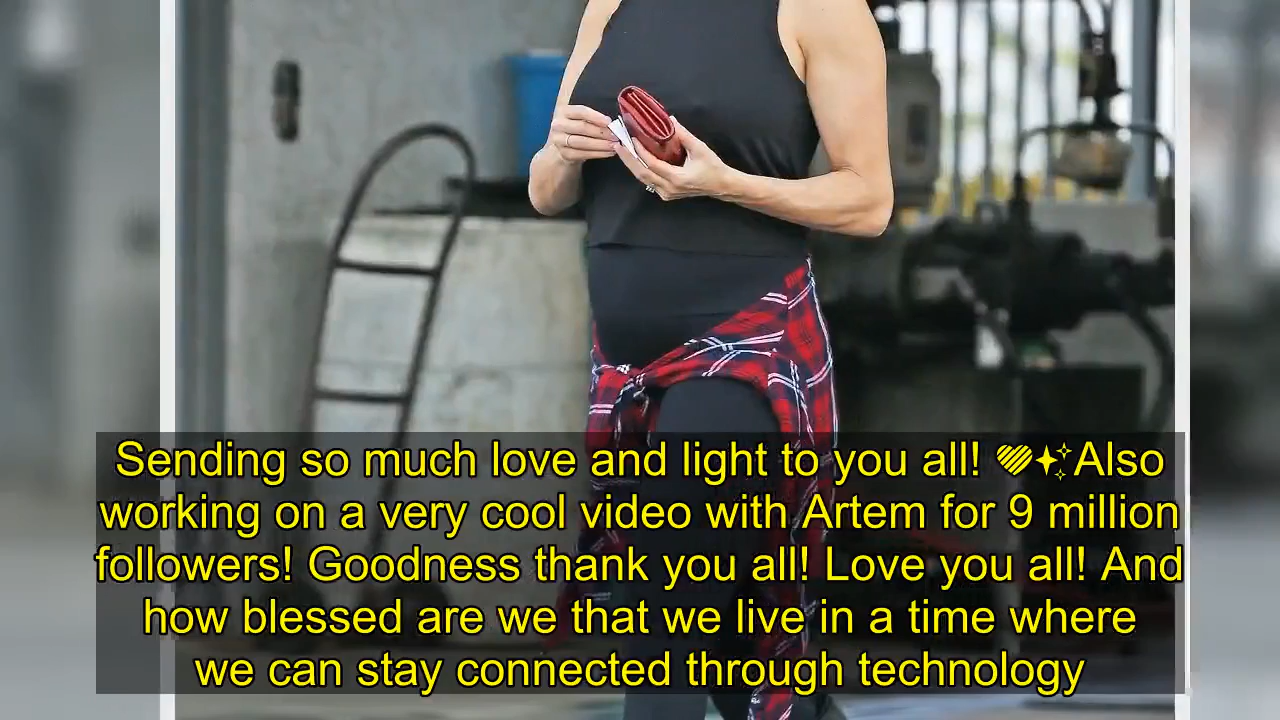 Sending so much love and light to you all! 💛✨Also
working on a very cool video with Artem for 9 million
followers! Goodness thank you all! Love you all! And
how blessed are we that we live in a time where
we can stay connected through technology